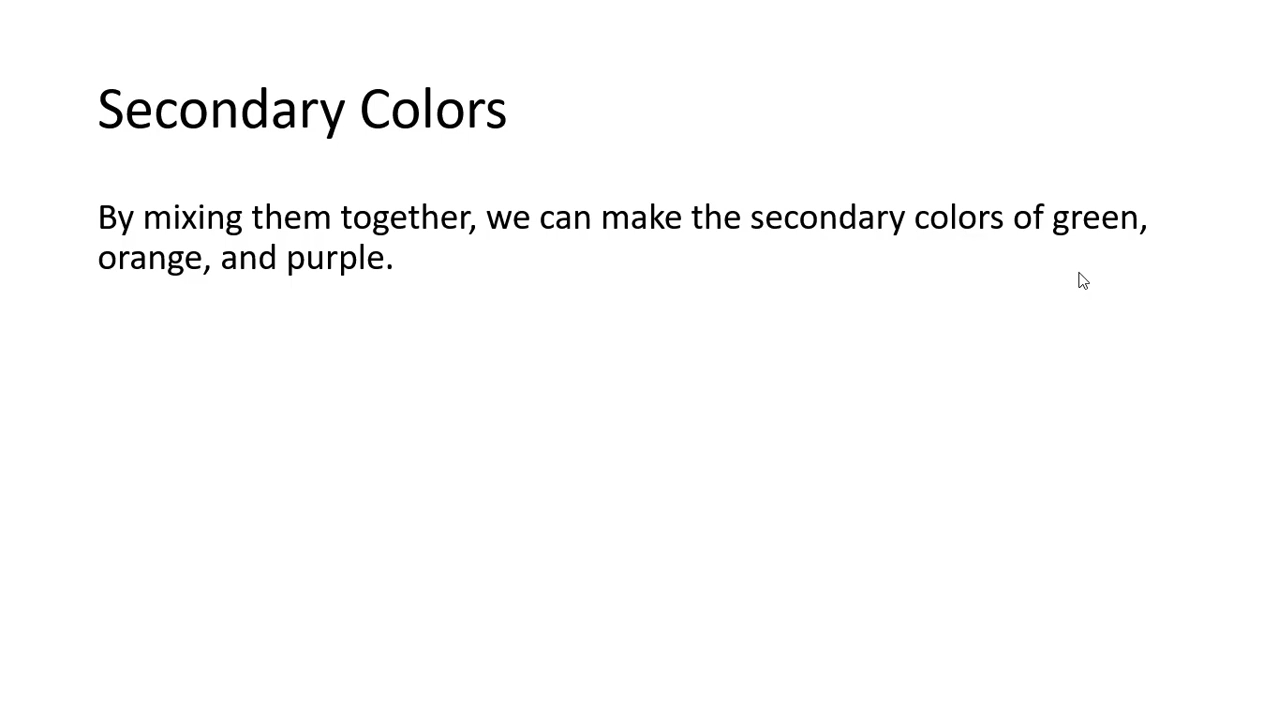 Secondary Colors
By mixing them together, we can make the secondary colors of green,
orange, and purple.